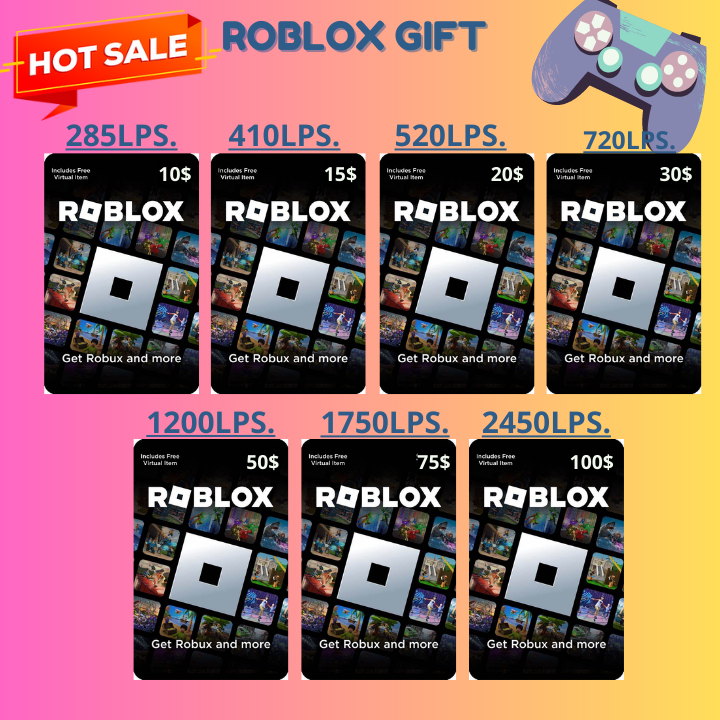 HOT SALE
ROBLOX GIFT
285LPS.
410LPS.
520LPS.
720LPS.
Includes Free
Virtual Item
10$
ROBLOX
Get Robux and more
Includes Free
Virtual Item
15$
ROBLOX
Get Robux and more
Includes Free
Virtual Item
20$
ROBLOX
Get Robux and more
Includes Free
Virtual Item
30$
ROBLOX
Get Robux and more
1200LPS.
1750LPS.
2450LPS.
Includes Free
Virtual Item
50$
ROBLOX
Get Robux and more
Includes Free
Virtual Item
75$
ROBLOX
Get Robux and more
Includes Free
Virtual Item
100$
ROBLOX
Get Robux and more